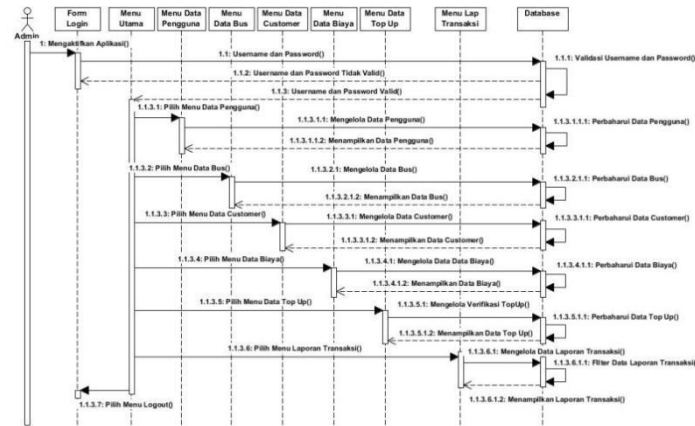 Form
Login
Menu
Utama
Menu Data
Pengguna
Menu
Data Bus
Menu Data
Customer
Menu
Data Biaya
Menu Data
Top Up
Menu Lap
Transaksi
Database
Admin
1: Mengaktifkan Aplikasi()
1.1: Username dan Password()
1.1.1: Validasi Username dan Password()
1.1.2: Username dan Password Tidak Valid()
1.1.3: Username dan Password Valid()
1.1.3.1: Pilih Menu Data Pengguna()
1.1.3.1.1: Mengelola Data Pengguna()
1.1.3.1.1.1: Perbaharui Data Pengguna()
1.1.3.1.1.2: Menampilkan Data Pengguna()
1.1.3.2: Pilih Menu Data Bus()
1.1.3.2.1: Mengelola Data Bus()
1.1.3.2.1.1: Perbaharui Data Bus()
1.1.3.2.1.2: Menampilkan Data Bus()
1.1.3.3: Pilih Menu Data Customer()
1.1.3.3.1: Mengelola Data Customer()
1.1.3.3.1.1: Perbaharui Data Customer()
1.1.3.3.1.2: Menampilkan Data Customer()
1.1.3.4: Pilih Menu Data Biaya()
1.1.3.4.1: Mengelola Data Data Biaya()
1.1.3.4.1.1: Perbaharui Data Biaya()
1.1.3.4.1.2: Menampilkan Data Biaya()
1.1.3.5: Pilih Menu Data Top Up()
1.1.3.5.1: Mengelola Verifikasi TopUp()
1.1.3.5.1.1: Perbaharui Data Top Up()
1.1.3.5.1.2: Menampilkan Data Top Up()
1.1.3.6: Pilih Menu Laporan Transaksi()
1.1.3.6.1: Mengelola Data Laporan Transaksi()
1.1.3.6.1.1: Filter Data Laporan Transaksi()
1.1.3.6.1.2: Menampilkan Laporan Transaksi()
1.1.3.7: Pilih Menu Logout()